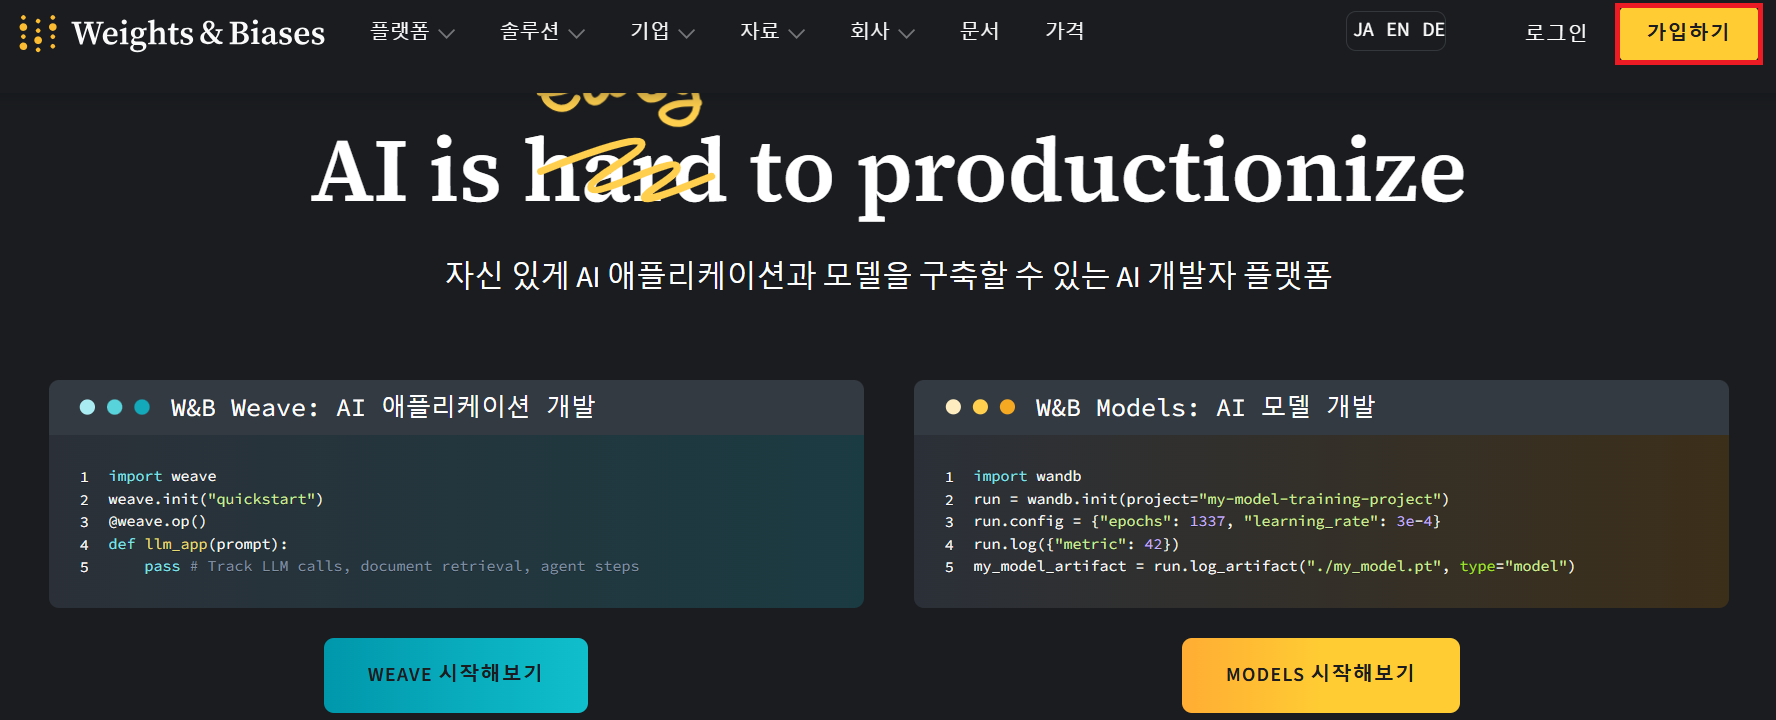 Weights & Biases 플랫폼 솔루션 기업 자료 회사 문서 가격 JA EN DE 로그인 가입하기
easy
AI is hard to productionize
자신 있게 AI 애플리케이션과 모델을 구축할 수 있는 AI 개발자 플랫폼
W&B Weave: AI 애플리케이션 개발
1 import weave
2 weave.init("quickstart")
3 @weave.op()
4 def llm_app(prompt):
5 pass # Track LLM calls, document retrieval, agent steps
WEAVE 시작해보기
W&B Models: AI 모델 개발
1 import wandb
2 run = wandb.init(project="my-model-training-project")
3 run.config = {"epochs": 1337, "learning_rate": 3e-4}
4 run.log({"metric": 42})
5 my_model_artifact = run.log_artifact("./my_model.pt", type="model")
MODELS 시작해보기